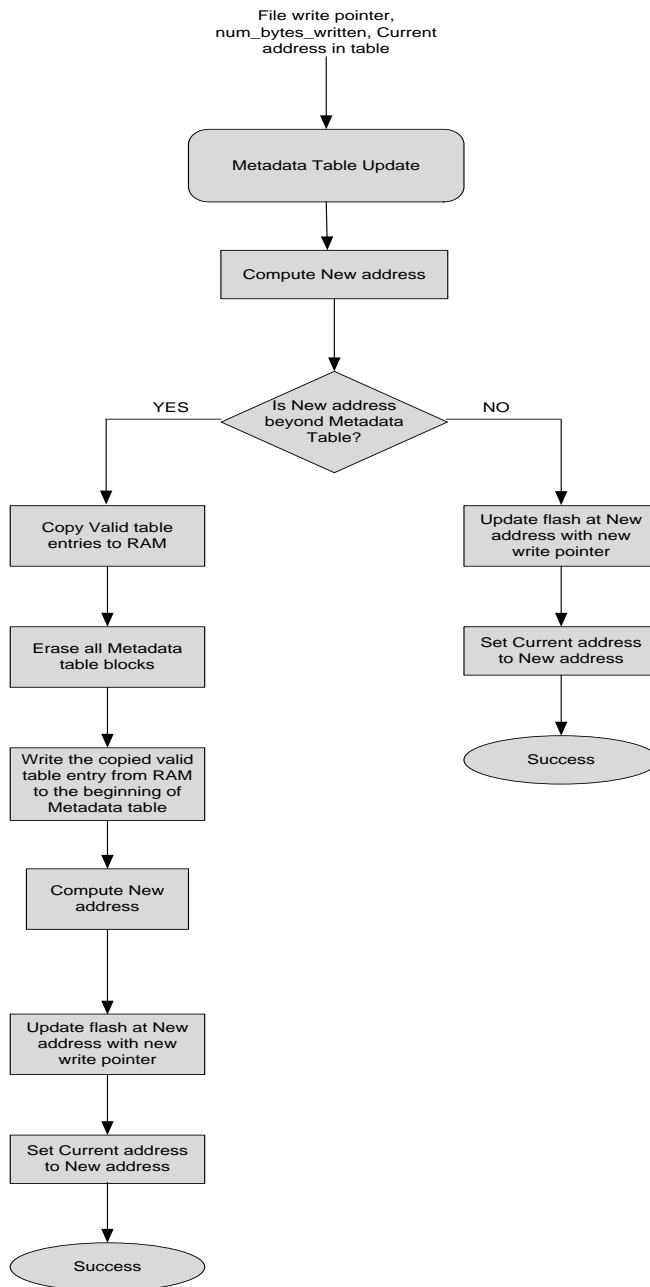 File write pointer,
num_bytes_written, Current
address in table
Metadata Table Update
Compute New address
Is New address
beyond Metadata
Table?
YES
NO
Copy Valid table
entries to RAM
Erase all Metadata
table blocks
Write the copied valid
table entry from RAM
to the beginning of
Metadata table
Compute New
address
Update flash at New
address with new
write pointer
Set Current address
to New address
Success
Update flash at New
address with new
write pointer
Set Current address
to New address
Success